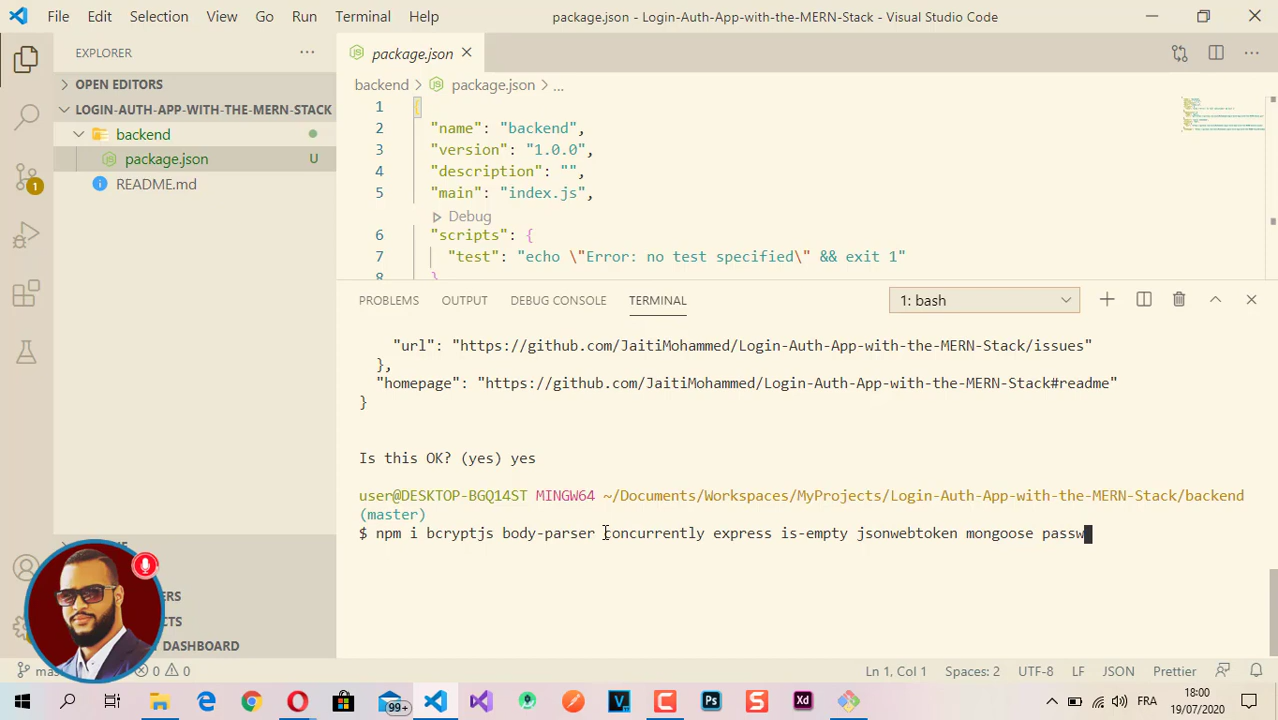 File Edit Selection View Go Run Terminal Help package.json - Login-Auth-App-with-the-MERN-Stack - Visual Studio Code
EXPLORER
OPEN EDITORS
LOGIN-AUTH-APP-WITH-THE-MERN-STACK
backend
package.json U
README.md
1
package.json
backend > package.json > ...
1 {
2 "name": "backend",
3 "version": "1.0.0",
4 "description": "",
5 "main": "index.js",
Debug
6 "scripts": {
7 "test": "echo \"Error: no test specified\" && exit 1"
8 }
PROBLEMS OUTPUT DEBUG CONSOLE TERMINAL 1: bash
"url": "https://github.com/JaitiMohammed/Login-Auth-App-with-the-MERN-Stack/issues"
},
"homepage": "https://github.com/JaitiMohammed/Login-Auth-App-with-the-MERN-Stack#readme"
}
Is this OK? (yes) yes
user@DESKTOP-BGQ14ST MINGW64 ~/Documents/Workspaces/MyProjects/Login-Auth-App-with-the-MERN-Stack/backend
(master)
$ npm i bcryptjs body-parser concurrently express is-empty jsonwebtoken mongoose passw
DASHBOARD
0 0 Ln 1, Col 1 Spaces: 2 UTF-8 LF JSON Prettier
99+ Ps S Xd FRA 18:00
19/07/2020